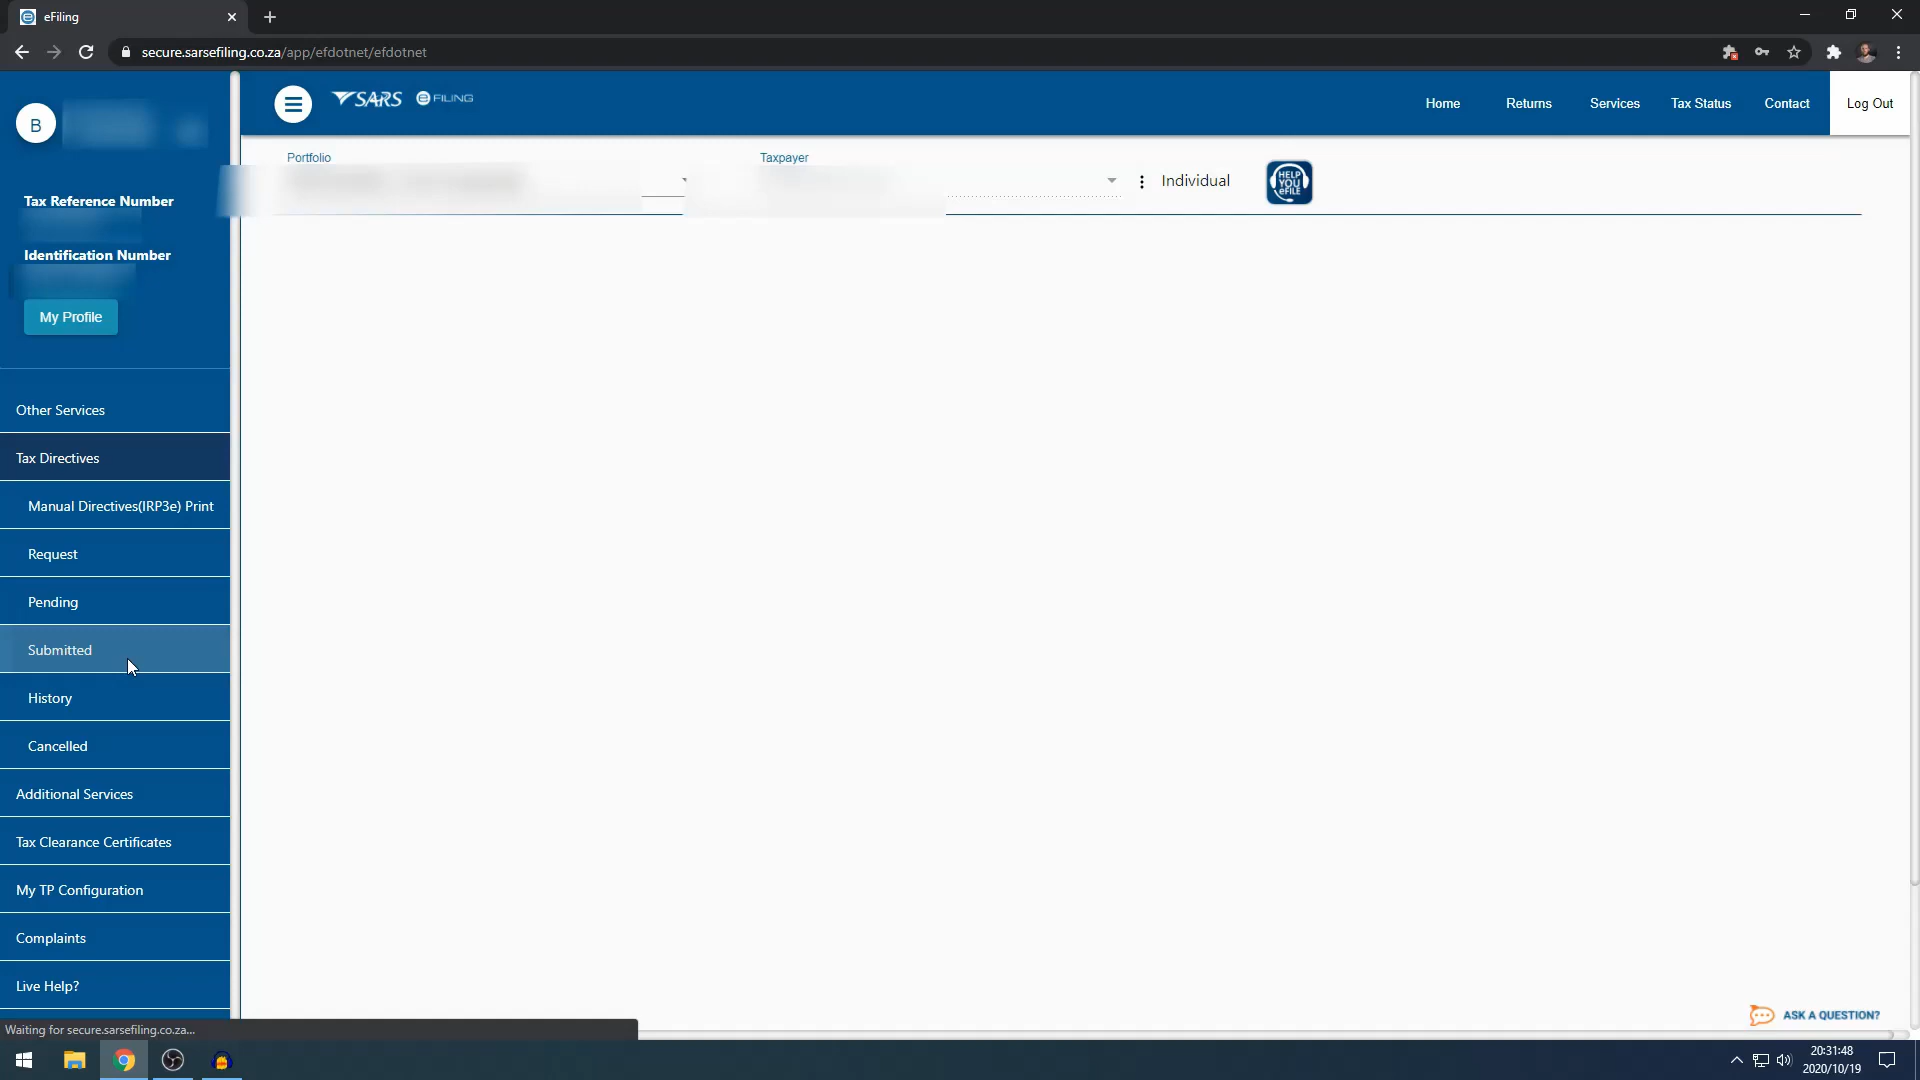 eFiling
secure.sarsefiling.co.za/app/efdotnet/efdotnet
B
SARS
e FILING
Home
Returns
Services
Tax Status
Contact
Log Out
Portfolio
Taxpayer
Individual
HELP
YOU
eFILE
Tax Reference Number
Identification Number
My Profile
Other Services
Tax Directives
Manual Directives(IRP3e) Print
Request
Pending
Submitted
History
Cancelled
Additional Services
Tax Clearance Certificates
My TP Configuration
Complaints
Live Help?
ASK A QUESTION?
Waiting for secure.sarsefiling.co.za...
20:31:48
2020/10/19